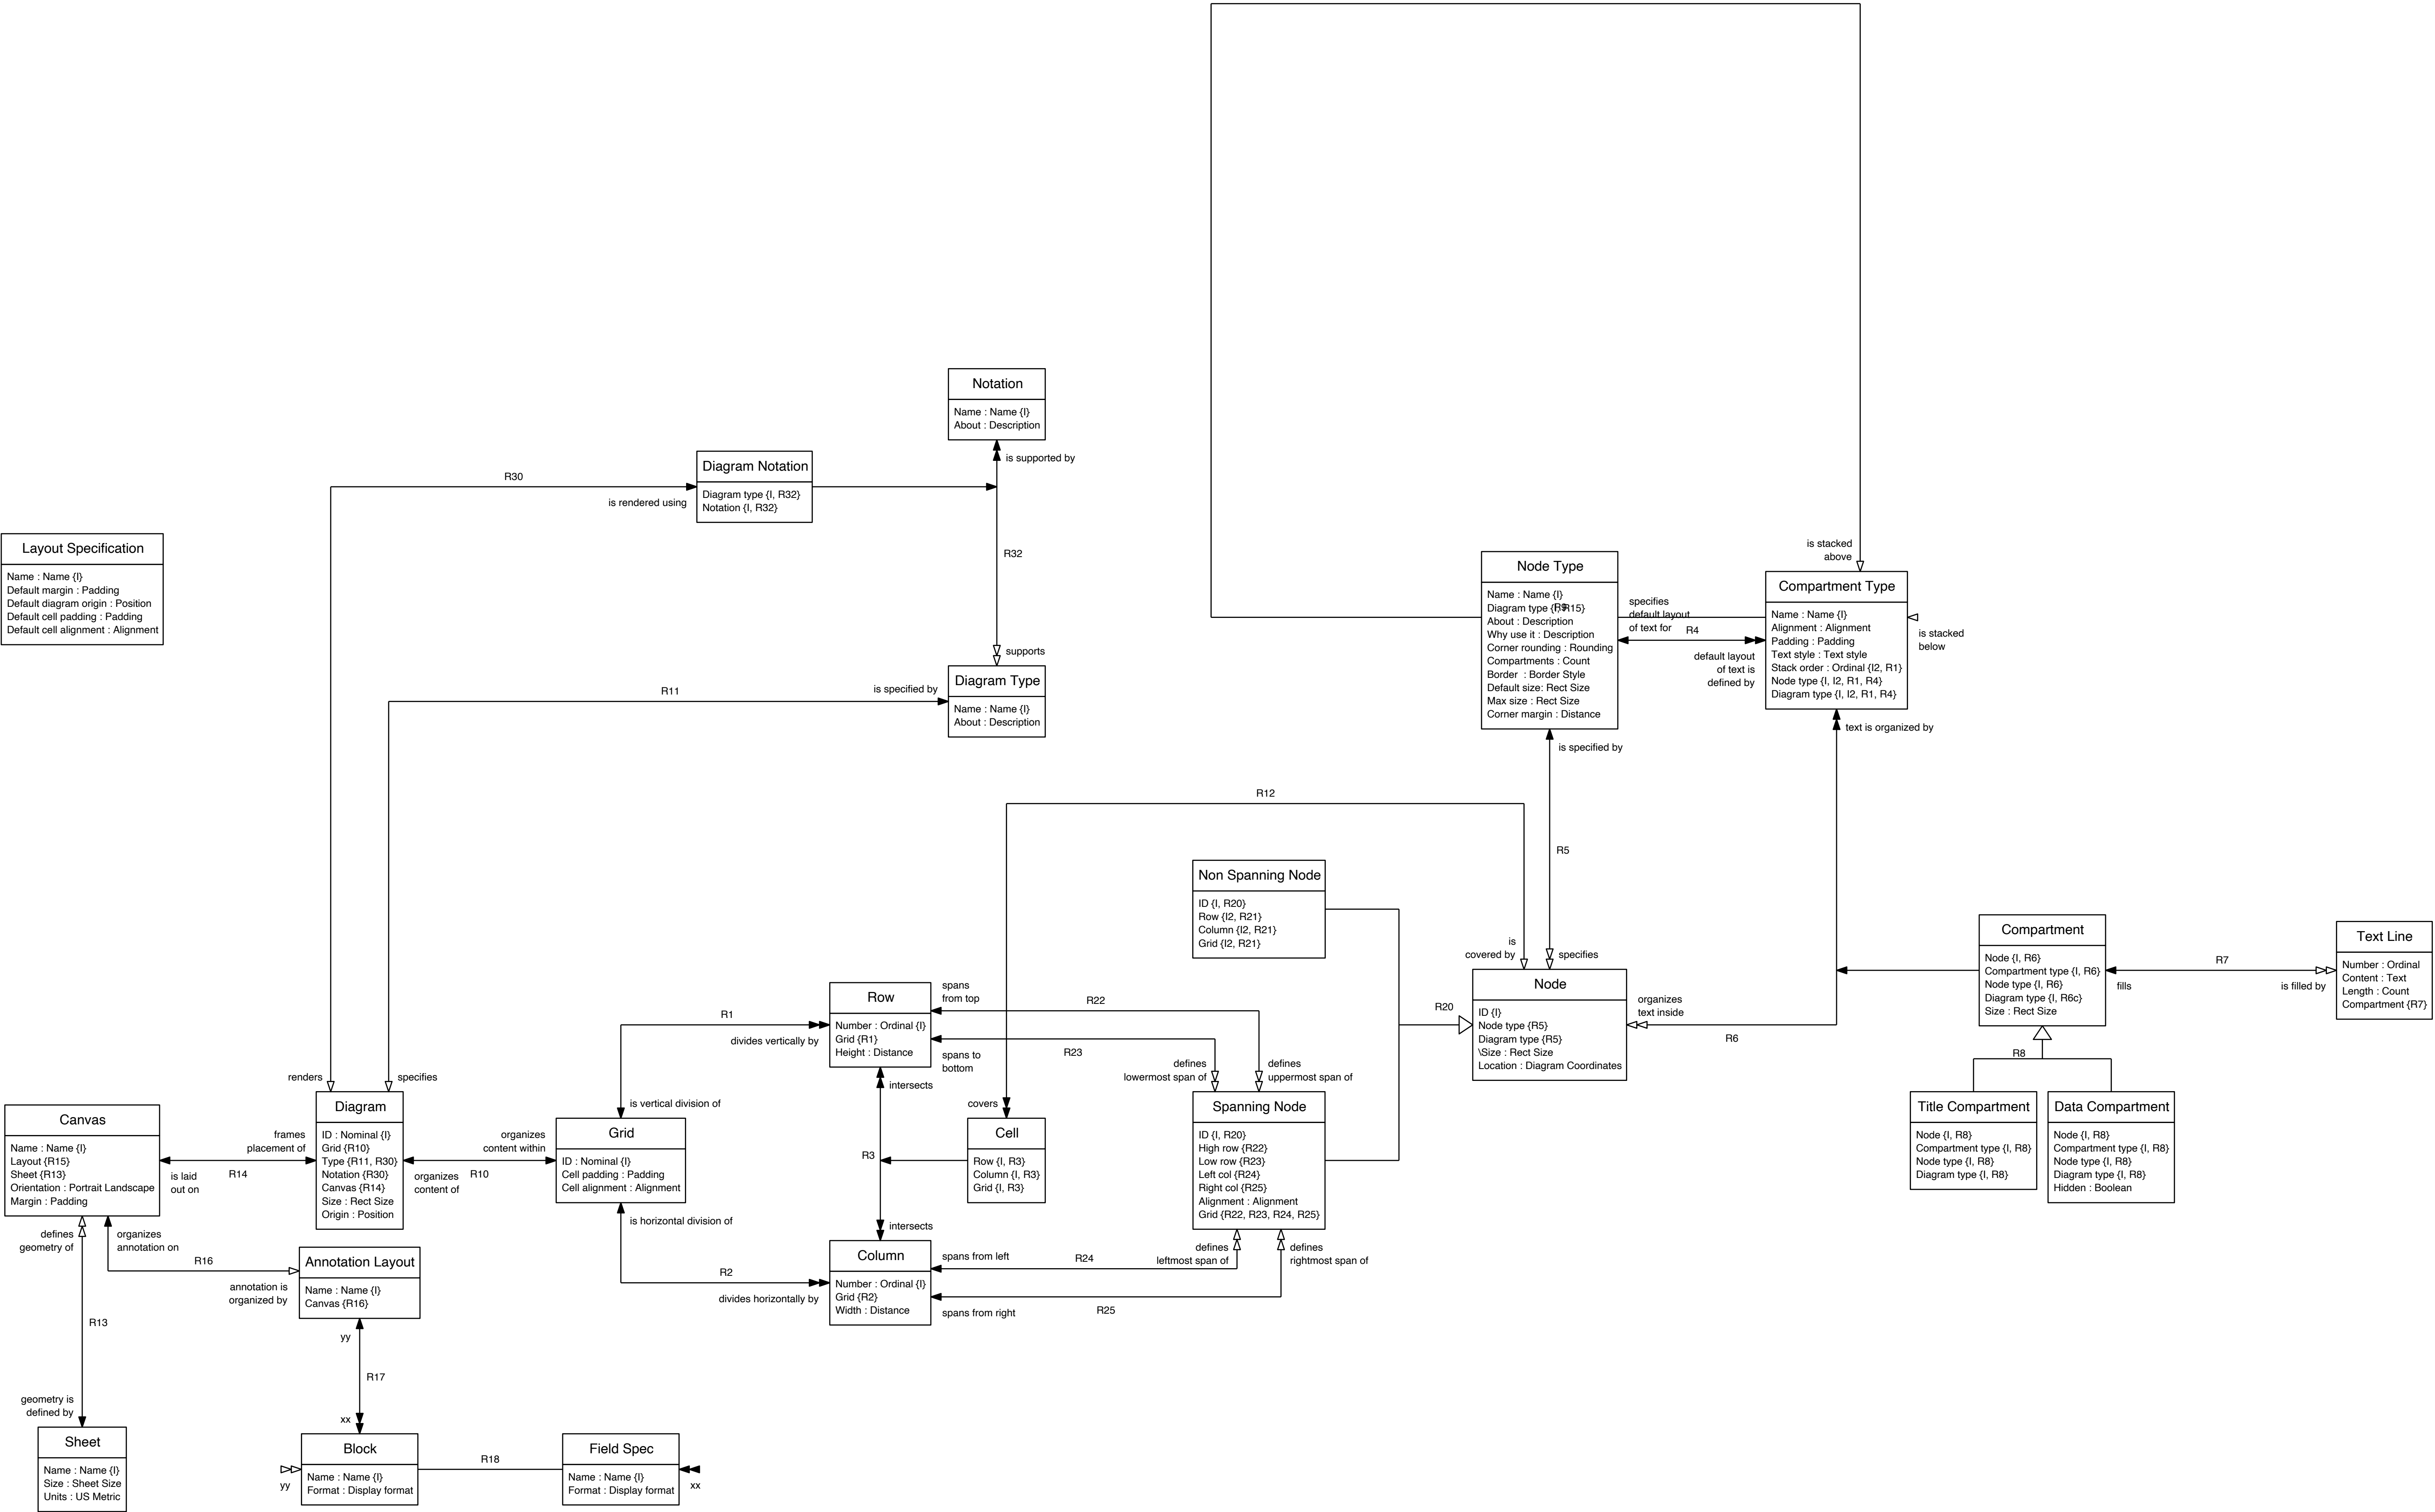 Notation
Name : Name {I}
About : Description
is supported by
Diagram Notation
Diagram type {I, R32}
Notation {I, R32}
R30
is rendered using
R32
Layout Specification
Name : Name {I}
Default margin : Padding
Default diagram origin : Position
Default cell padding : Padding
Default cell alignment : Alignment
supports
Diagram Type
Name : Name {I}
About : Description
R11
is specified by
is stacked
above
Node Type
Name : Name {I}
Diagram type {I, R15}
About : Description
Why use it : Description
Corner rounding : Rounding
Compartments : Count
Border  : Border Style
Default size: Rect Size
Max size : Rect Size
Corner margin : Distance
R9
specifies
default layout
of text for
R4
default layout
of text is
defined by
Compartment Type
Name : Name {I}
Alignment : Alignment
Padding : Padding
Text style : Text style
Stack order : Ordinal {I2, R1}
Node type {I, I2, R1, R4}
Diagram type {I, I2, R1, R4}
is stacked
below
text is organized by
is specified by
R12
R5
Non Spanning Node
ID {I, R20}
Row {I2, R21}
Column {I2, R21}
Grid {I2, R21}
is
covered by
specifies
Node
ID {I}
Node type {R5}
Diagram type {R5}
\Size : Rect Size
Location : Diagram Coordinates
R20
organizes
text inside
R6
Compartment
Node {I, R6}
Compartment type {I, R6}
Node type {I, R6}
Diagram type {I, R6c}
Size : Rect Size
R7
fills
is filled by
Text Line
Number : Ordinal
Content : Text
Length : Count
Compartment {R7}
R8
Title Compartment
Node {I, R8}
Compartment type {I, R8}
Node type {I, R8}
Diagram type {I, R8}
Data Compartment
Node {I, R8}
Compartment type {I, R8}
Node type {I, R8}
Diagram type {I, R8}
Hidden : Boolean
Row
Number : Ordinal {I}
Grid {R1}
Height : Distance
spans
from top
R22
R23
spans to
bottom
R1
divides vertically by
intersects
defines
lowermost span of
defines
uppermost span of
is vertical division of
renders
specifies
Canvas
Name : Name {I}
Layout {R15}
Sheet {R13}
Orientation : Portrait Landscape
Margin : Padding
frames
placement of
R14
is laid
out on
Diagram
ID : Nominal {I}
Grid {R10}
Type {R11, R30}
Notation {R30}
Canvas {R14}
Size : Rect Size
Origin : Position
organizes
content within
R10
organizes
content of
Grid
ID : Nominal {I}
Cell padding : Padding
Cell alignment : Alignment
R3
covers
Cell
Row {I, R3}
Column {I, R3}
Grid {I, R3}
Spanning Node
ID {I, R20}
High row {R22}
Low row {R23}
Left col {R24}
Right col {R25}
Alignment : Alignment
Grid {R22, R23, R24, R25}
is horizontal division of
intersects
R2
divides horizontally by
Column
Number : Ordinal {I}
Grid {R2}
Width : Distance
spans from left
R24
defines
leftmost span of
defines
rightmost span of
spans from right
R25
defines
geometry of
organizes
annotation on
R16
annotation is
organized by
Annotation Layout
Name : Name {I}
Canvas {R16}
R13
yy
R17
xx
geometry is
defined by
Sheet
Name : Name {I}
Size : Sheet Size
Units : US Metric
Block
Name : Name {I}
Format : Display format
yy
R18
Field Spec
Name : Name {I}
Format : Display format
xx